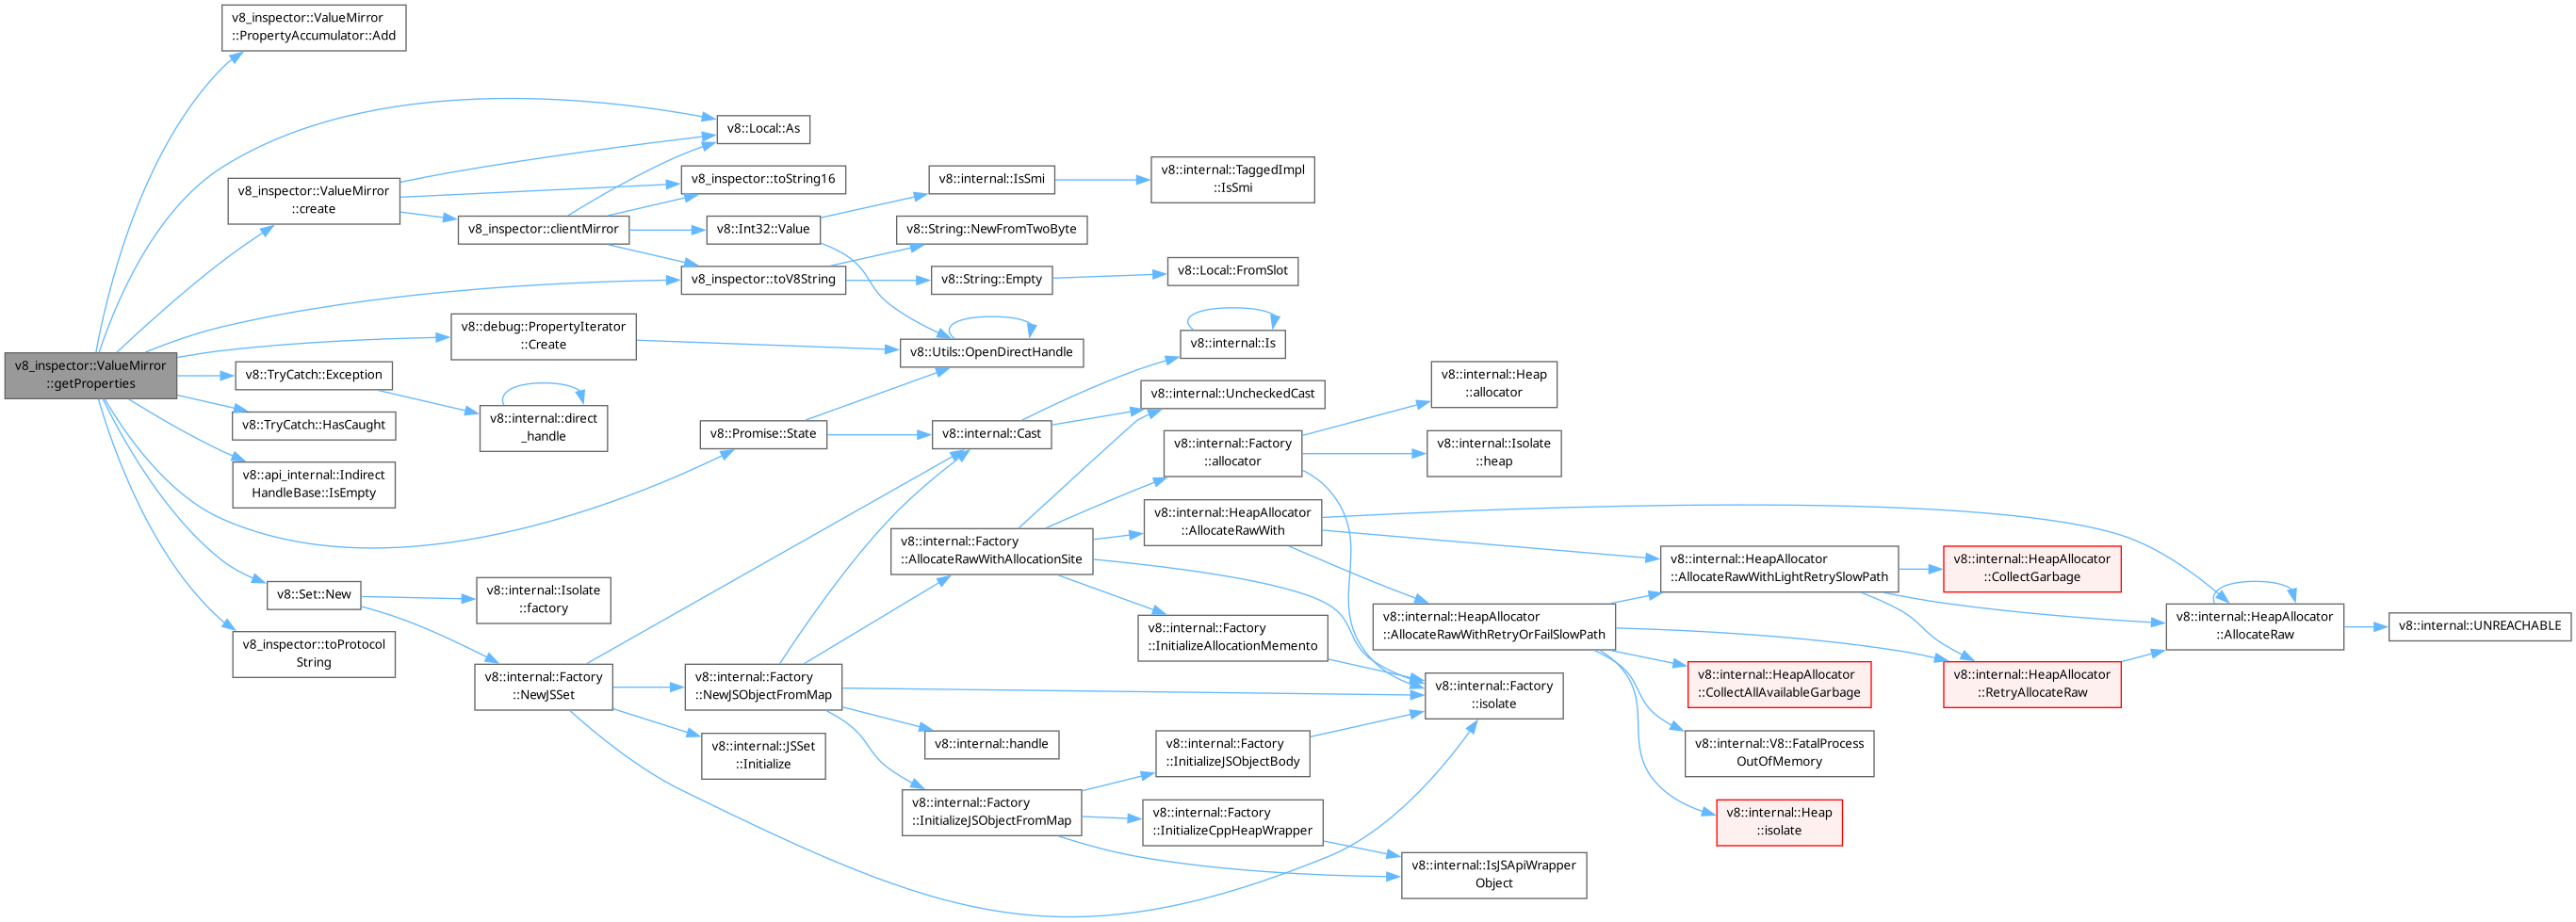 v8_inspector::ValueMirror
::getProperties
v8_inspector::ValueMirror
::PropertyAccumulator::Add
v8::Local::As
v8_inspector::ValueMirror
::create
v8_inspector::toString16
v8_inspector::clientMirror
v8::Int32::Value
v8::internal::IsSmi
v8::internal::TaggedImpl
::IsSmi
v8::String::NewFromTwoByte
v8_inspector::toV8String
v8::String::Empty
v8::Local::FromSlot
v8::debug::PropertyIterator
::Create
v8::Utils::OpenDirectHandle
v8::internal::Is
v8::TryCatch::Exception
v8::internal::direct
_handle
v8::TryCatch::HasCaught
v8::api_internal::Indirect
HandleBase::IsEmpty
v8::Promise::State
v8::internal::Cast
v8::internal::UncheckedCast
v8::internal::Factory
::allocator
v8::internal::Heap
::allocator
v8::internal::Isolate
::heap
v8::Set::New
v8::internal::Isolate
::factory
v8_inspector::toProtocol
String
v8::internal::Factory
::NewJSSet
v8::internal::Factory
::NewJSObjectFromMap
v8::internal::JSSet
::Initialize
v8::internal::Factory
::AllocateRawWithAllocationSite
v8::internal::HeapAllocator
::AllocateRawWith
v8::internal::Factory
::InitializeAllocationMemento
v8::internal::handle
v8::internal::Factory
::InitializeJSObjectFromMap
v8::internal::Factory
::InitializeJSObjectBody
v8::internal::Factory
::InitializeCppHeapWrapper
v8::internal::IsJSApiWrapper
Object
v8::internal::Factory
::isolate
v8::internal::HeapAllocator
::AllocateRawWithRetryOrFailSlowPath
v8::internal::HeapAllocator
::AllocateRawWithLightRetrySlowPath
v8::internal::HeapAllocator
::CollectGarbage
v8::internal::HeapAllocator
::CollectAllAvailableGarbage
v8::internal::HeapAllocator
::RetryAllocateRaw
v8::internal::V8::FatalProcess
OutOfMemory
v8::internal::Heap
::isolate
v8::internal::HeapAllocator
::AllocateRaw
v8::internal::UNREACHABLE